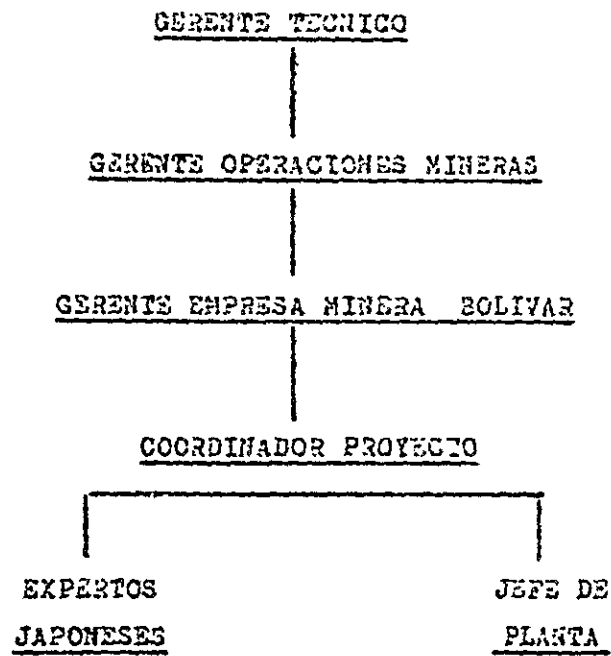 GERENTE TECNICO
GERENTE OPERACIONES MINERAS
GERENTE EMPRESA MINERA BOLIVAR
COORDINADOR PROYECTO
EXPERTOS
JAPONESES
JEFE DE
PLANTA